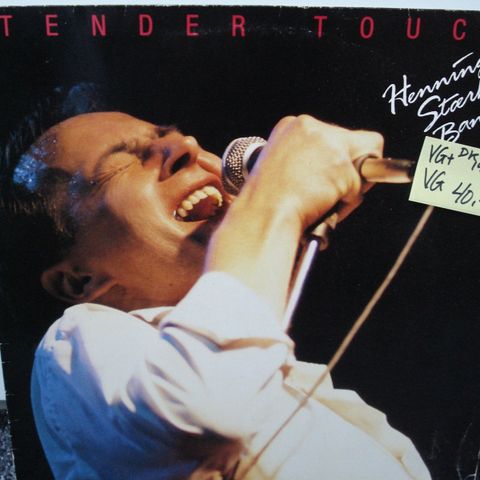 TENDER TOUC
Henning
Stærk
Ban
VG+ DK
VG 40,-